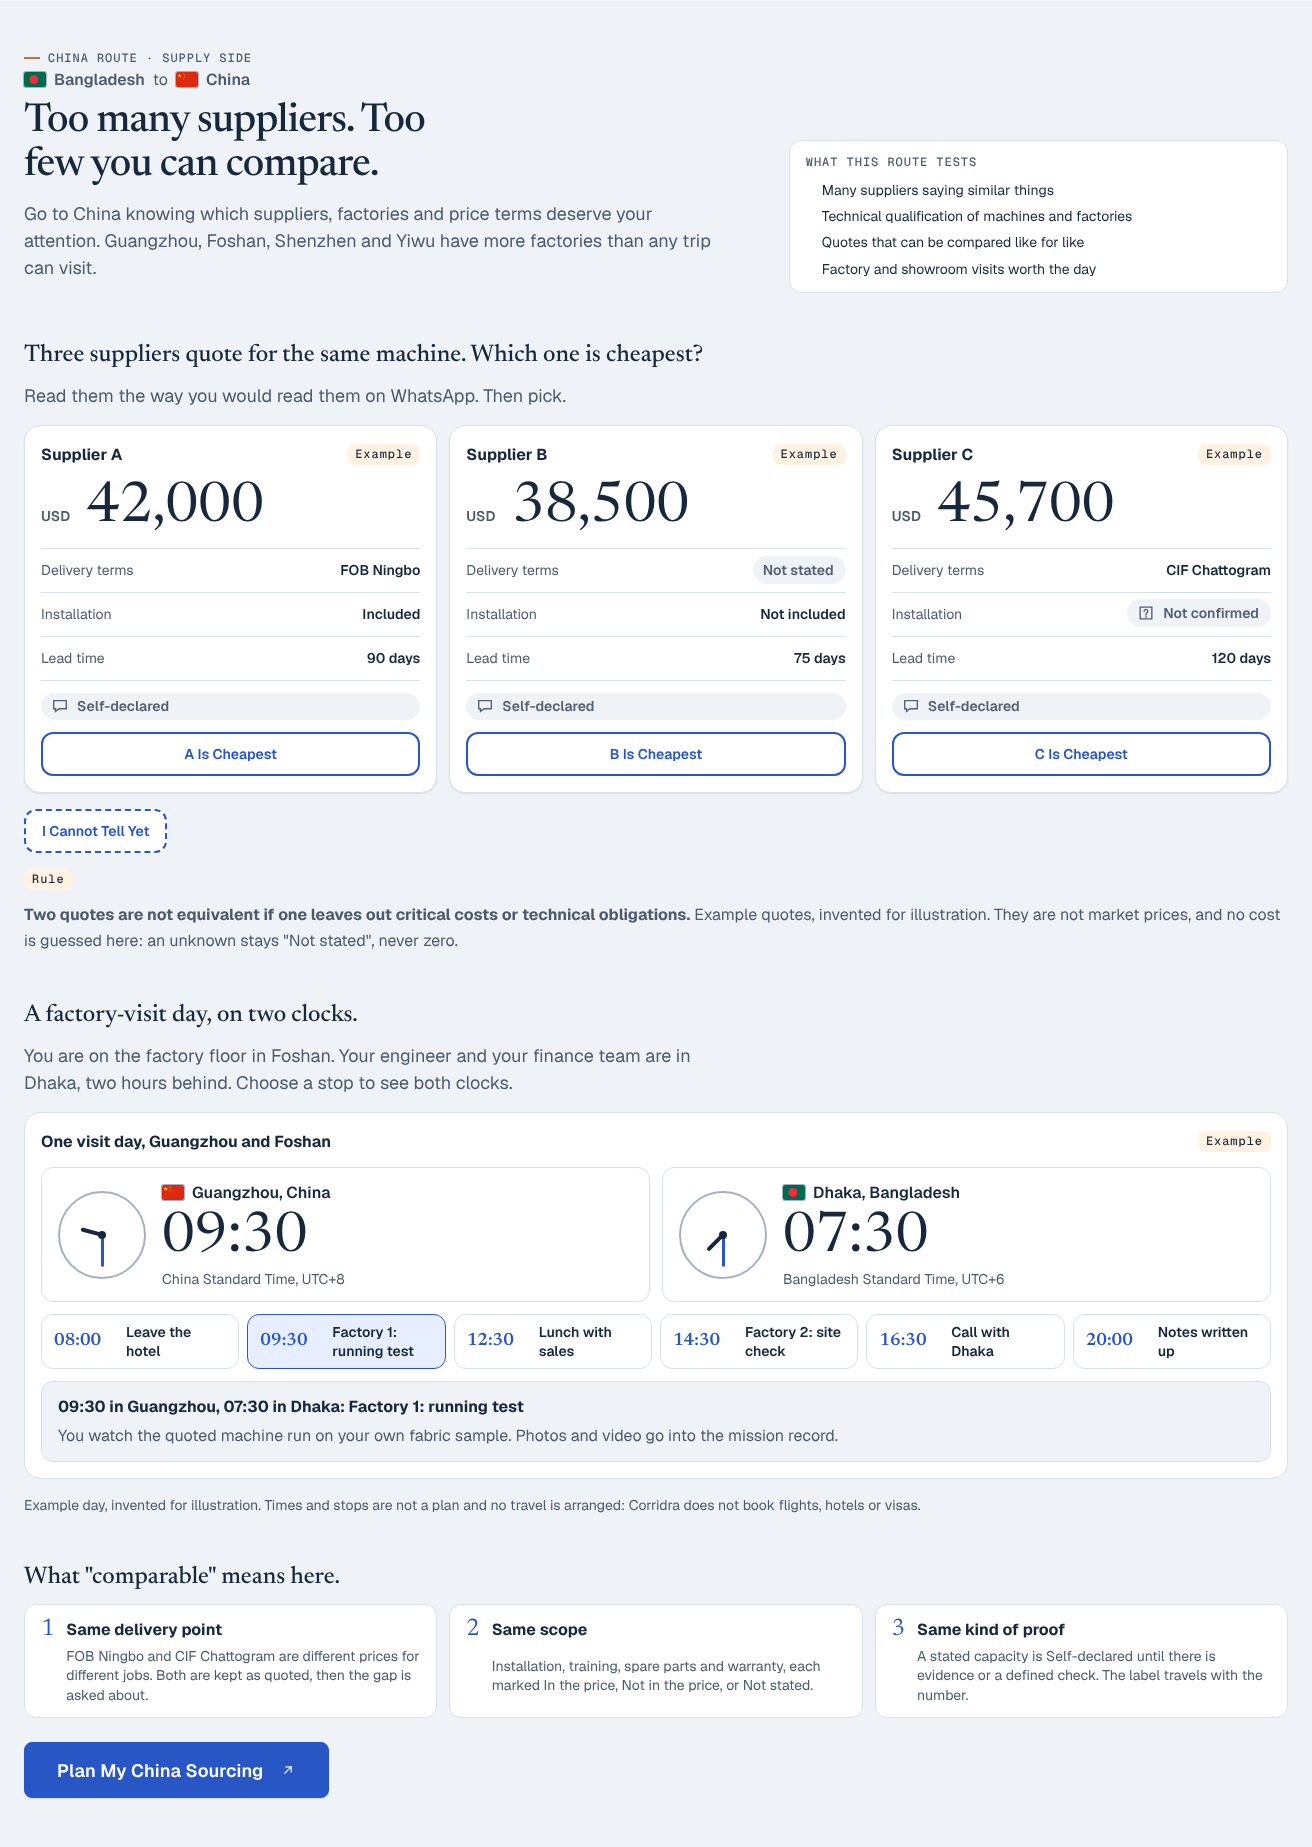 CHINA ROUTE · SUPPLY SIDE
Bangladesh to China
Too many suppliers. Too
few you can compare.
Go to China knowing which suppliers, factories and price terms deserve your
attention. Guangzhou, Foshan, Shenzhen and Yiwu have more factories than any trip
can visit.
WHAT THIS ROUTE TESTS
Many suppliers saying similar things
Technical qualification of machines and factories
Quotes that can be compared like for like
Factory and showroom visits worth the day
Three suppliers quote for the same machine. Which one is cheapest?
Read them the way you would read them on WhatsApp. Then pick.
Supplier A Example
USD 42,000
Delivery terms FOB Ningbo
Installation Included
Lead time 90 days
Self-declared
A Is Cheapest
Supplier B Example
USD 38,500
Delivery terms Not stated
Installation Not included
Lead time 75 days
Self-declared
B Is Cheapest
Supplier C Example
USD 45,700
Delivery terms CIF Chattogram
Installation Not confirmed
Lead time 120 days
Self-declared
C Is Cheapest
I Cannot Tell Yet
Rule
Two quotes are not equivalent if one leaves out critical costs or technical obligations. Example quotes, invented for illustration. They are not market prices, and no cost
is guessed here: an unknown stays "Not stated", never zero.
A factory-visit day, on two clocks.
You are on the factory floor in Foshan. Your engineer and your finance team are in
Dhaka, two hours behind. Choose a stop to see both clocks.
One visit day, Guangzhou and Foshan Example
Guangzhou, China
09:30
China Standard Time, UTC+8
Dhaka, Bangladesh
07:30
Bangladesh Standard Time, UTC+6
08:00 Leave the
hotel
09:30 Factory 1:
running test
12:30 Lunch with
sales
14:30 Factory 2: site
check
16:30 Call with
Dhaka
20:00 Notes written
up
09:30 in Guangzhou, 07:30 in Dhaka: Factory 1: running test
You watch the quoted machine run on your own fabric sample. Photos and video go into the mission record.
Example day, invented for illustration. Times and stops are not a plan and no travel is arranged: Corridra does not book flights, hotels or visas.
What "comparable" means here.
1 Same delivery point
FOB Ningbo and CIF Chattogram are different prices for
different jobs. Both are kept as quoted, then the gap is
asked about.
2 Same scope
Installation, training, spare parts and warranty, each
marked In the price, Not in the price, or Not stated.
3 Same kind of proof
A stated capacity is Self-declared until there is
evidence or a defined check. The label travels with the
number.
Plan My China Sourcing